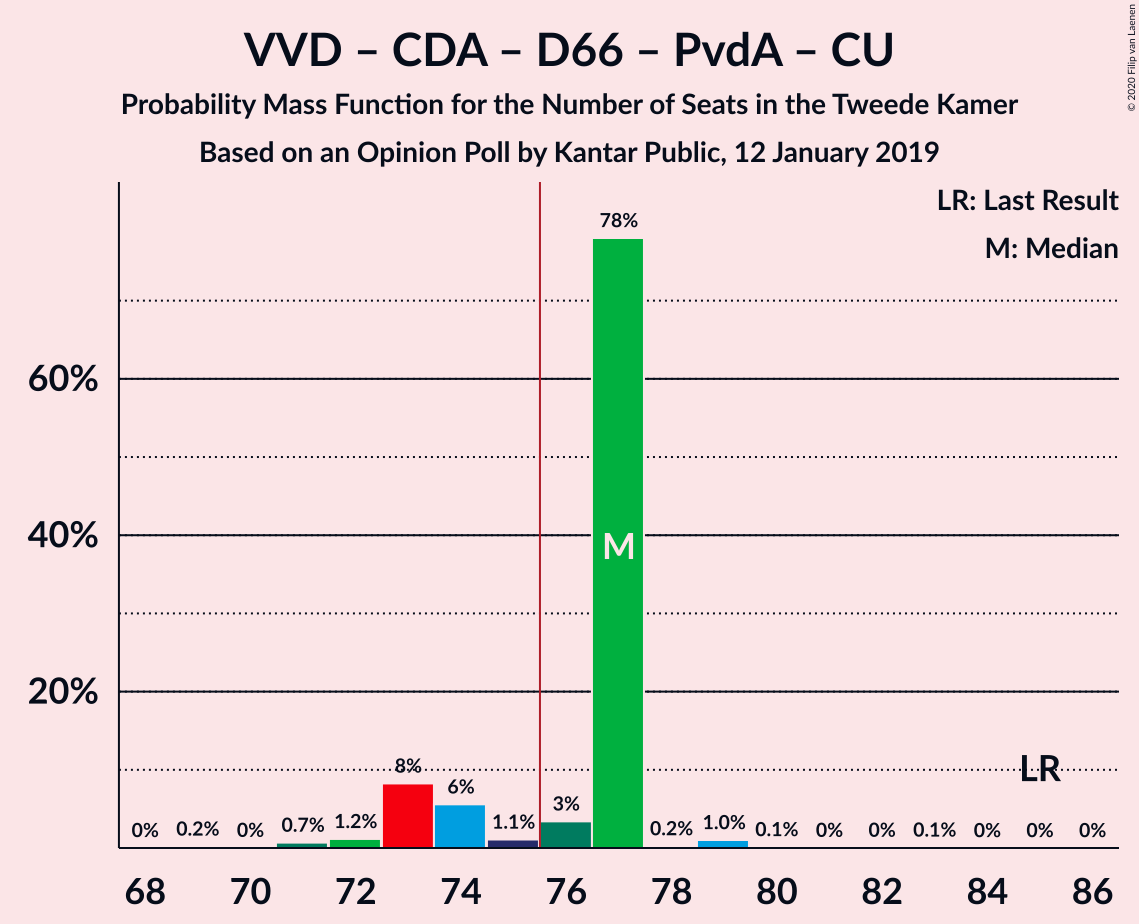 VVD – CDA – D66 – PvdA – CU
Probability Mass Function for the Number of Seats in the Tweede Kamer
Based on an Opinion Poll by Kantar Public, 12 January 2019
© 2020 Filip van Laenen
LR: Last Result
M: Median
78%
60%
40%
M
20%
LR
8%
6%
3%
0% 0.2% 0% 0.7% 1.2% 1.1% 0.2% 1.0% 0.1% 0% 0% 0.1% 0% 0% 0%
68 70 72 74 76 78 80 82 84 86